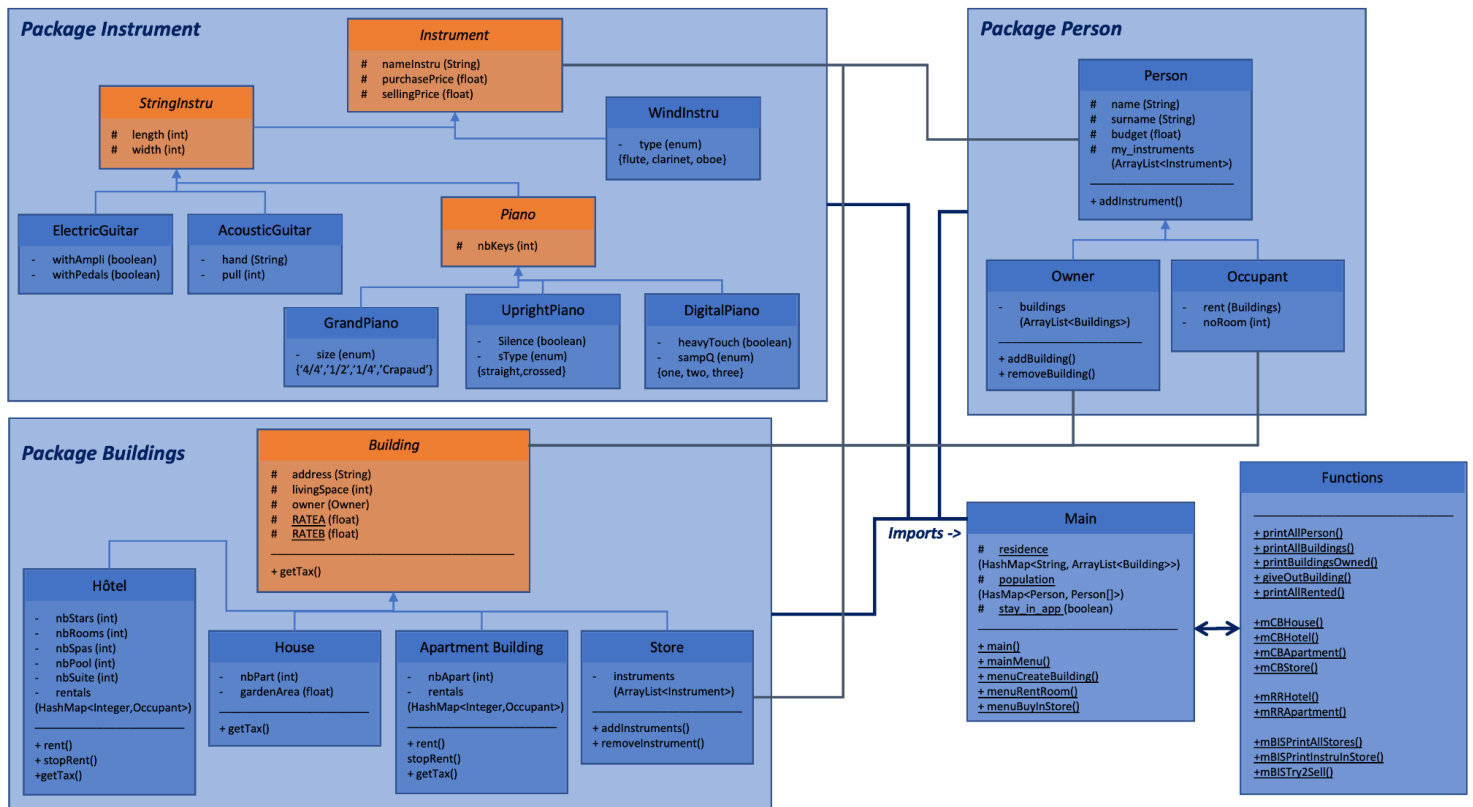 Package Instrument
Instrument
# nameInstru (String)
# purchasePrice (float)
# sellingPrice (float)
StringInstru
# length (int)
# width (int)
WindInstru
- type (enum)
{flute, clarinet, oboe}
ElectricGuitar
- withAmpli (boolean)
- withPedals (boolean)
AcousticGuitar
- hand (String)
- pull (int)
Piano
# nbKeys (int)
GrandPiano
- size (enum)
{‘4/4’,’1/2’,’1/4’,’Crapaud’}
UprightPiano
- Silence (boolean)
- sType (enum)
{straight,crossed}
DigitalPiano
- heavyTouch (boolean)
- sampQ (enum)
{one, two, three}
Package Person
Person
# name (String)
# surname (String)
# budget (float)
# my_instruments
(ArrayList<Instrument>)
+ addInstrument()
Owner
- buildings
(ArrayList<Buildings>)
+ addBuilding()
+ removeBuilding()
Occupant
- rent (Buildings)
- noRoom (int)
Package Buildings
Building
# address (String)
# livingSpace (int)
# owner (Owner)
# RATEA (float)
# RATEB (float)
+ getTax()
Hôtel
- nbStars (int)
- nbRooms (int)
- nbSpas (int)
- nbPool (int)
- nbSuite (int)
- rentals
(HashMap<Integer,Occupant>)
+ rent()
+ stopRent()
+getTax()
House
- nbPart (int)
- gardenArea (float)
+ getTax()
Apartment Building
- nbApart (int)
- rentals
(HashMap<Integer,Occupant>)
+ rent()
stopRent()
+ getTax()
Store
- instruments
(ArrayList<Instrument>)
+ addInstruments()
+ removeInstrument()
Imports ->
Main
# residence
(HashMap<String, ArrayList<Building>>)
# population
(HasMap<Person, Person[]>)
# stay_in_app (boolean)
+ main()
+ mainMenu()
+ menuCreateBuilding()
+ menuRentRoom()
+ menuBuyInStore()
Functions
+ printAllPerson()
+ printAllBuildings()
+ printBuildingsOwned()
+ giveOutBuilding()
+ printAllRented()
+mCBHouse()
+mCBHotel()
+mCBApartment()
+mCBStore()
+mRRHotel()
+mRRApartment()
+mBISPrintAllStores()
+mBISPrintInstruInStore()
+mBISTry2Sell()